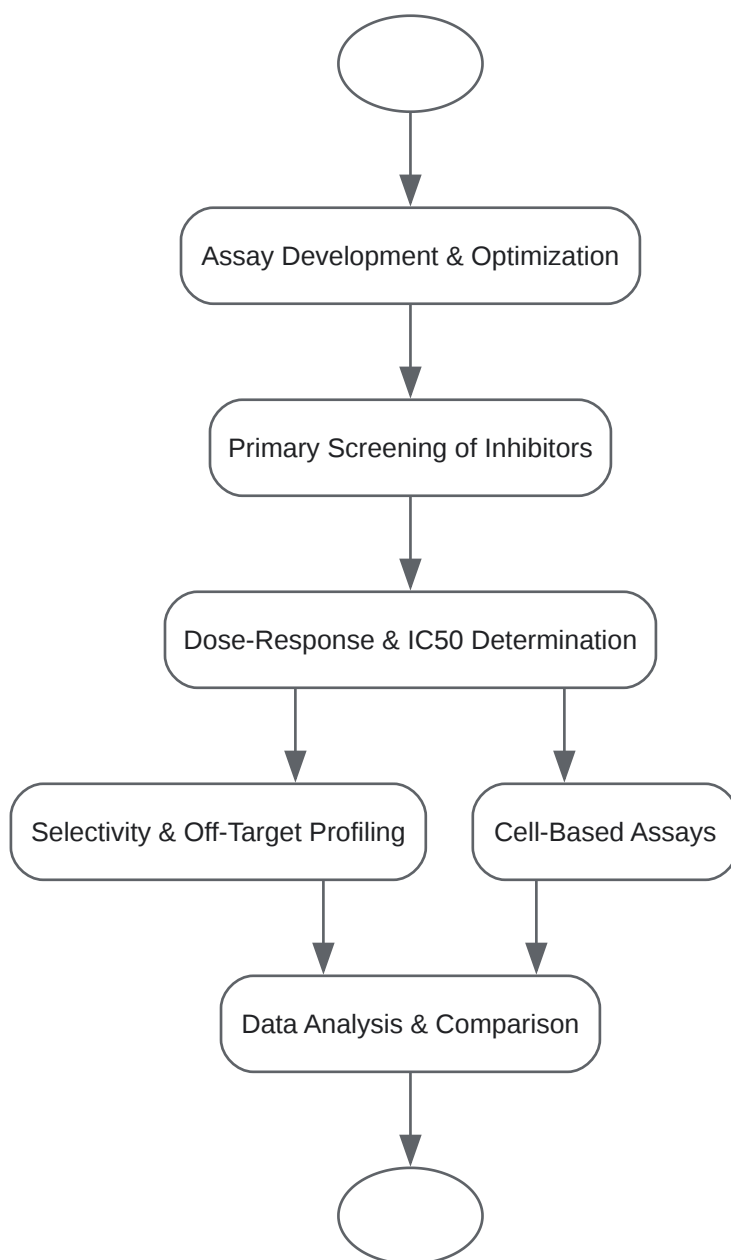 Assay Development & Optimization
Primary Screening of Inhibitors
Dose-Response & IC50 Determination
Selectivity & Off-Target Profiling
Cell-Based Assays
Data Analysis & Comparison